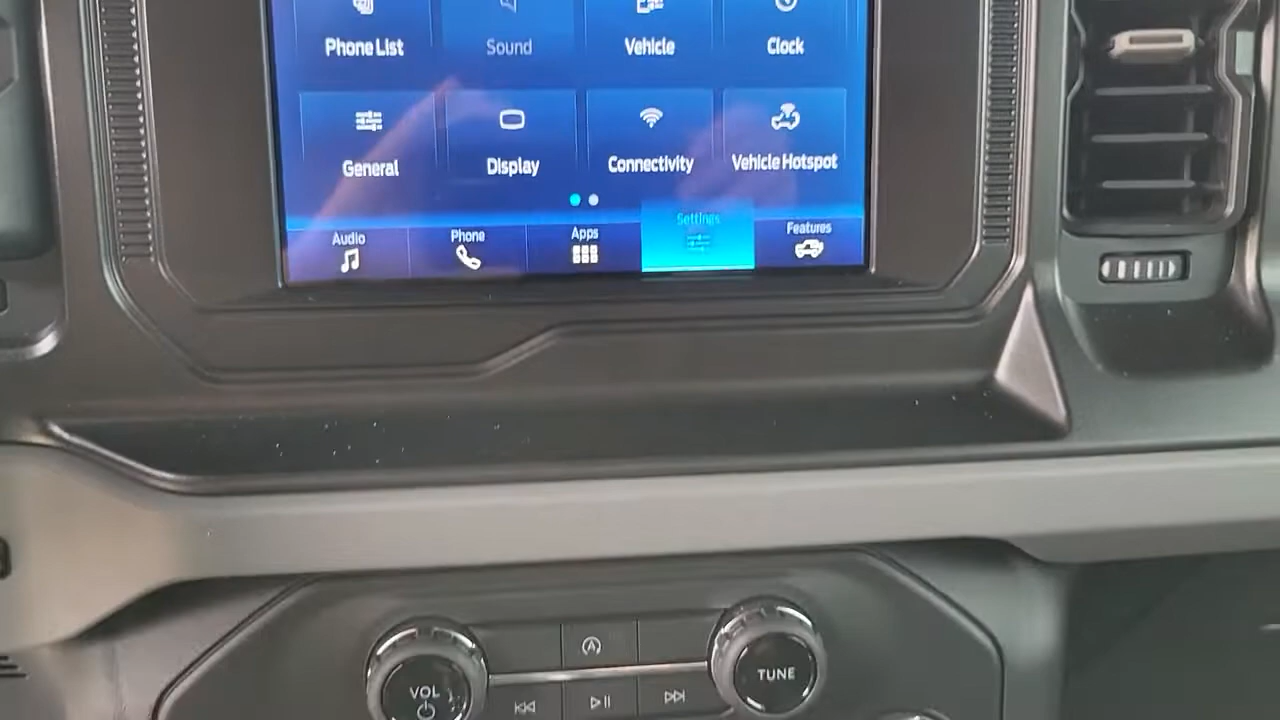 Phone List Sound Vehicle Clock
General Display Connectivity Vehicle Hotspot
Audio Phone Apps Settings Features
VOL TUNE